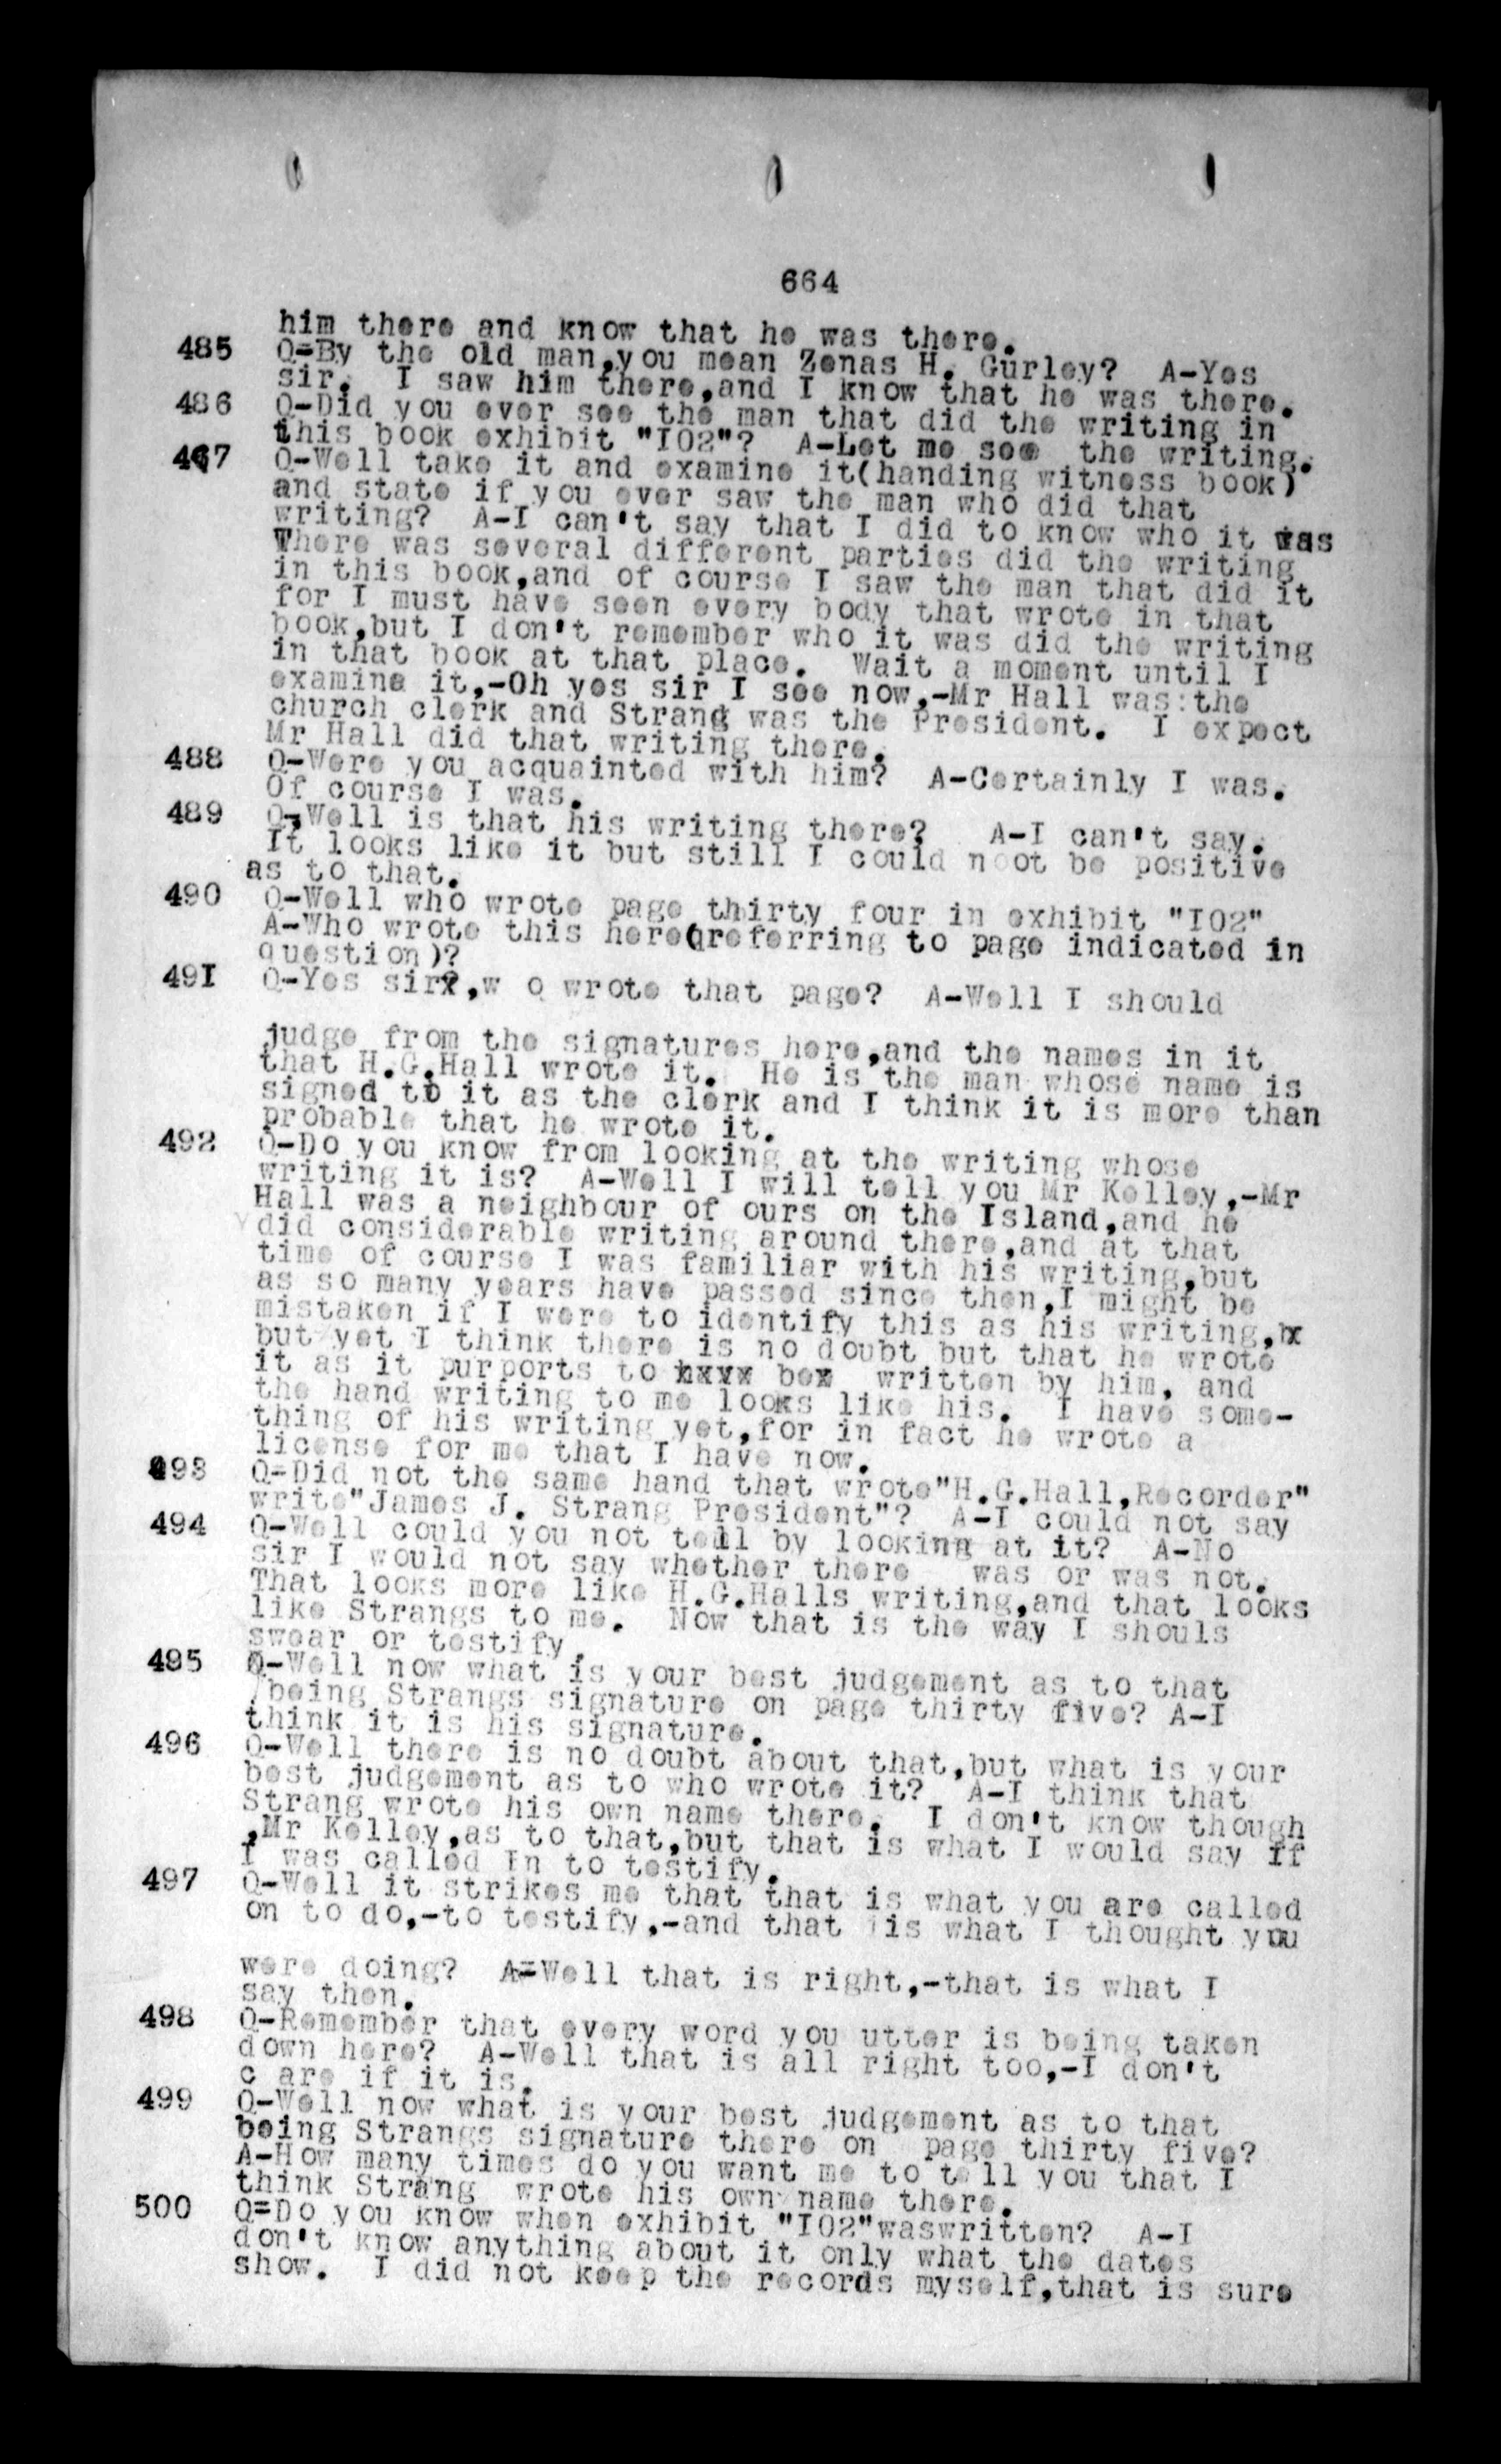 664
him there and know that he was there.
485 Q=By the old man,you mean Zenas H. Gurley? A-Yes
sir. I saw him there,and I know that he was there.
486 Q-Did you ever see the man that did the writing in
this book exhibit "I02"? A-Let me see the writing.
487 Q-Well take it and examine it(handing witness book)
and state if you ever saw the man who did that
writing? A-I can't say that I did to know who it was
There was several different parties did the writing
in this book,and of course I saw the man that did it
for I must have seen every body that wrote in that
book,but I don't remember who it was did the writing
in that book at that place. Wait a moment until I
examine it,-Oh yes sir I see now,-Mr Hall was the
church clerk and Strang was the President. I expect
Mr Hall did that writing there.
488 Q-Were you acquainted with him? A-Certainly I was.
Of course I was.
489 Q-Well is that his writing there? A-I can't say.
It looks like it but still I could noot be positive
as to that.
490 Q-Well who wrote page thirty four in exhibit "I02"
A-Who wrote this here(referring to page indicated in
question)?
49I Q-Yes sirx,w o wrote that page? A-Well I should
judge from the signatures here,and the names in it
that H.G.Hall wrote it. He is the man whose name is
signed to it as the clerk and I think it is more than
probable that he wrote it.
492 Q-Do you know from looking at the writing whose
writing it is? A-Well I will tell you Mr Kelley,-Mr
Hall was a neighbour of ours on the Island,and he
did considerable writing around there,and at that
time of course I was familiar with his writing,but
as so many years have passed since then,I might be
mistaken if I were to identify this as his writing,bx
but yet I think there is no doubt but that he wrote
it as it purports to hxvx bex written by him, and
the hand writing to me looks like his. I have some-
thing of his writing yet,for in fact he wrote a
license for me that I have now.
493 Q=Did not the same hand that wrote"H.G.Hall,Recorder"
write"James J. Strang President"? A-I could not say
494 Q-Well could you not tell by looking at it? A-No
sir I would not say whether there was or was not.
That looks more like H.G.Halls writing,and that looks
like Strangs to me. Now that is the way I shouls
swear or testify.
495 Q-Well now what is your best judgement as to that
being Strangs signature on page thirty five? A-I
think it is his signature.
496 Q-Well there is no doubt about that,but what is your
best judgement as to who wrote it? A-I think that
Strang wrote his own name there. I don't know though
,Mr Kelley,as to that,but that is what I would say if
I was called In to testify.
497 Q-Well it strikes me that that is what you are called
on to do,-to testify,-and that is what I thought you
were doing? A=Well that is right,-that is what I
say then.
498 Q-Remember that every word you utter is being taken
down here? A-Well that is all right too,-I don't
c are if it is.
499 Q-Well now what is your best judgement as to that
being Strangs signature there on page thirty five?
A-How many times do you want me to tell you that I
think Strang wrote his own name there.
500 Q=Do you know when exhibit "I02"waswritten? A-I
don't know anything about it only what the dates
show. I did not keep the records myself,that is sure